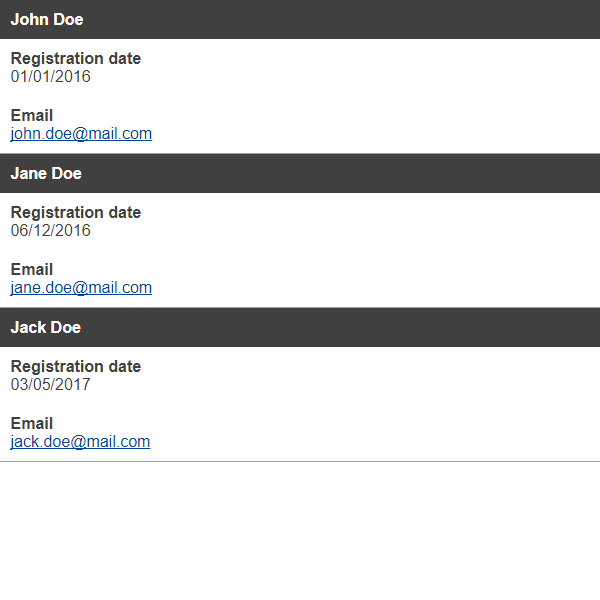 John Doe
Registration date
01/01/2016
Email
john.doe@mail.com
Jane Doe
Registration date
06/12/2016
Email
jane.doe@mail.com
Jack Doe
Registration date
03/05/2017
Email
jack.doe@mail.com